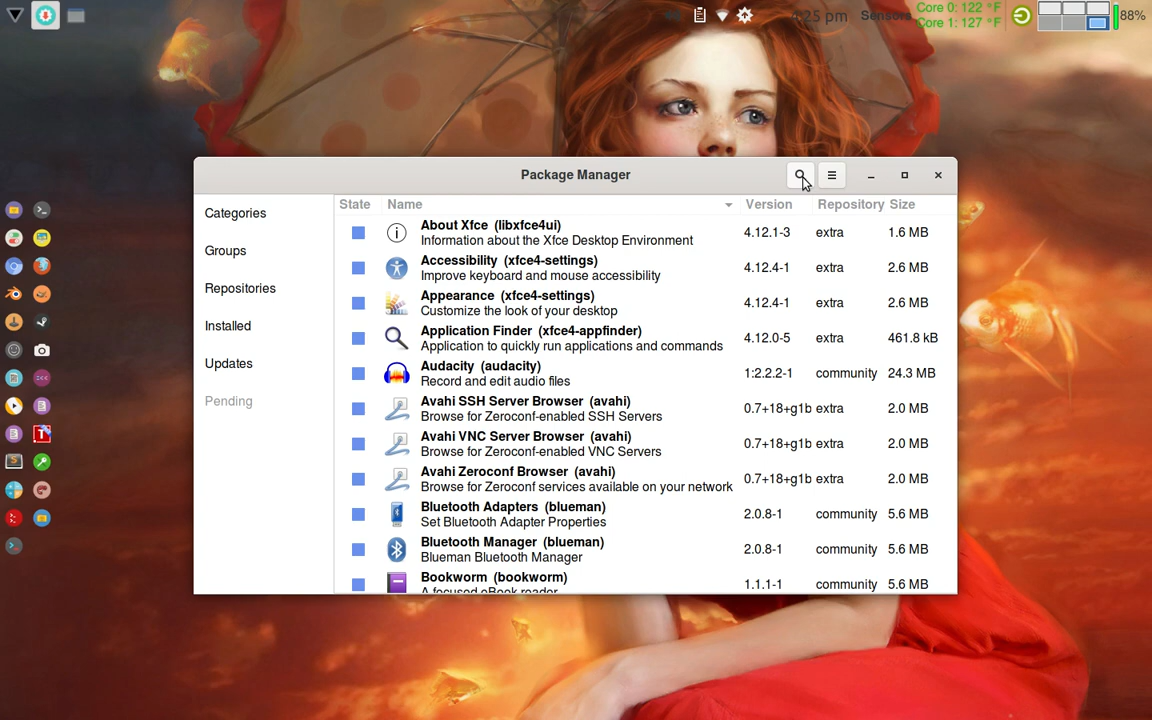 25 pm
Sensors
Core 0: 122 °F
Core 1: 127 °F
88%
Package Manager
Categories
Groups
Repositories
Installed
Updates
Pending
State Name Version Repository Size
About Xfce (libxfce4ui)
Information about the Xfce Desktop Environment
4.12.1-3 extra 1.6 MB
Accessibility (xfce4-settings)
Improve keyboard and mouse accessibility
4.12.4-1 extra 2.6 MB
Appearance (xfce4-settings)
Customize the look of your desktop
4.12.4-1 extra 2.6 MB
Application Finder (xfce4-appfinder)
Application to quickly run applications and commands
4.12.0-5 extra 461.8 kB
Audacity (audacity)
Record and edit audio files
1:2.2.2-1 community 24.3 MB
Avahi SSH Server Browser (avahi)
Browse for Zeroconf-enabled SSH Servers
0.7+18+g1b extra 2.0 MB
Avahi VNC Server Browser (avahi)
Browse for Zeroconf-enabled VNC Servers
0.7+18+g1b extra 2.0 MB
Avahi Zeroconf Browser (avahi)
Browse for Zeroconf services available on your network
0.7+18+g1b extra 2.0 MB
Bluetooth Adapters (blueman)
Set Bluetooth Adapter Properties
2.0.8-1 community 5.6 MB
Bluetooth Manager (blueman)
Blueman Bluetooth Manager
2.0.8-1 community 5.6 MB
Bookworm (bookworm)
A focused eBook reader
1.1.1-1 community 5.6 MB